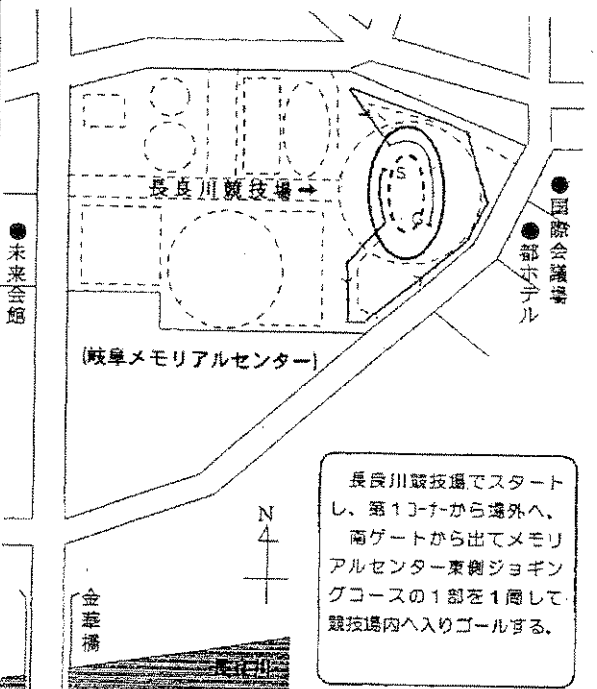 長良川競技場→
S
G
●国際会議場
●都ホテル
●未来会館
(岐阜メモリアルセンター)
N
金華橋
長良川
長良川競技場でスタート
し、第1コーナーから場外へ。
南ゲートから出てメモリ
アルセンター東側ジョギン
グコースの1部を1周して
競技場内へ入りゴールする。